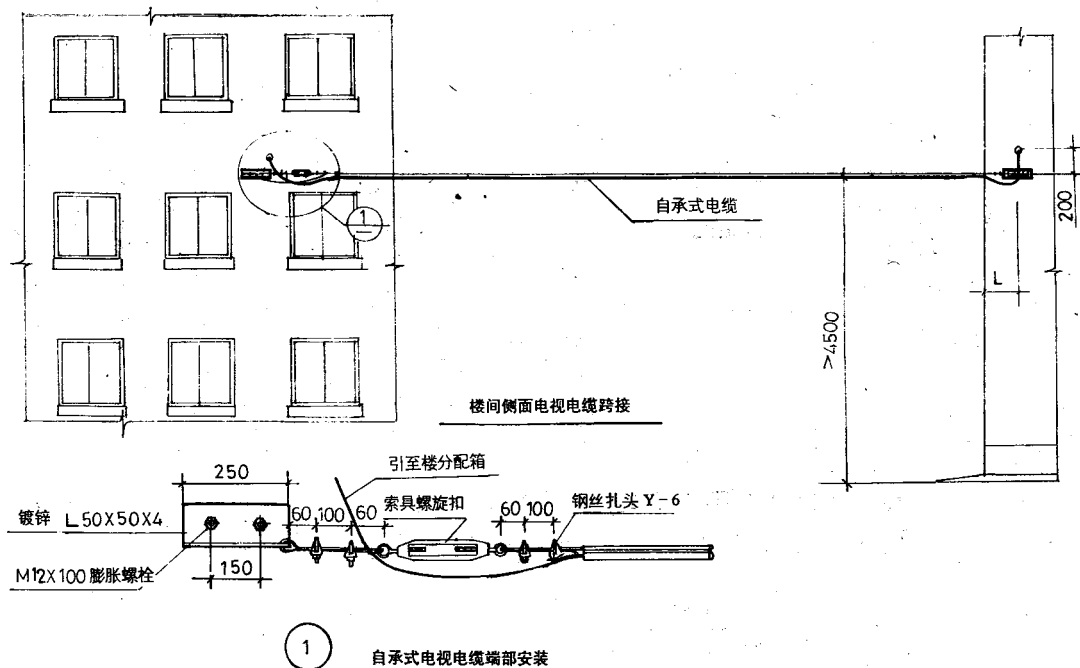 自承式电缆
200
L
>4500
1
楼间侧面电视电缆跨接
250
引至楼分配箱
索具螺旋扣
钢丝扎头 Y-6
60 100 60
60 100
镀锌 L50X50X4
M12X100 膨胀螺栓
150
1 自承式电视电缆端部安装